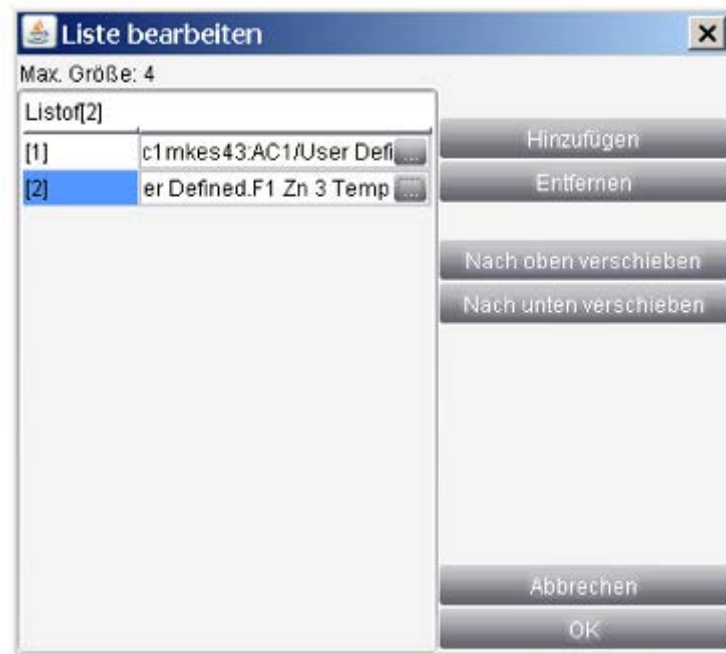 Liste bearbeiten
Max. Größe: 4
Listof[2]
[1] c1mkes43:AC1/User Defi ...
[2] er Defined.F1 Zn 3 Temp ...
Hinzufügen
Entfernen
Nach oben verschieben
Nach unten verschieben
Abbrechen
OK